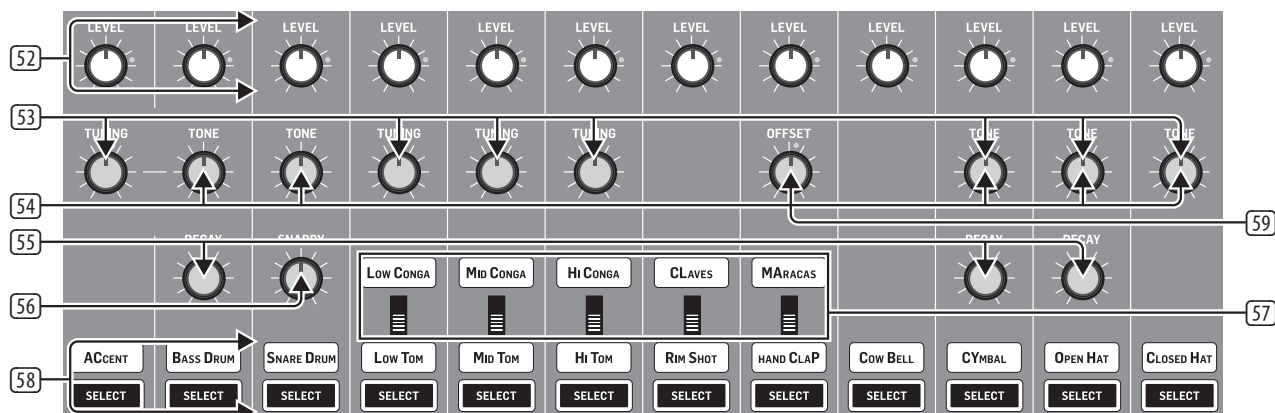 LEVEL LEVEL LEVEL LEVEL LEVEL LEVEL LEVEL LEVEL LEVEL LEVEL LEVEL LEVEL
52
53
TUNING TONE TONE TUNING TUNING TUNING OFFSET TONE TONE TONE
54
59
55
DECAY SNAPPY DECAY DECAY
Low Conga Mid Conga Hi Conga CLaves MAracas
56
57
ACcent Bass Drum Snare Drum Low Tom Mid Tom Hi Tom Rim Shot hand ClaP Cow Bell CYmbal Open Hat Closed Hat
58
SELECT SELECT SELECT SELECT SELECT SELECT SELECT SELECT SELECT SELECT SELECT SELECT